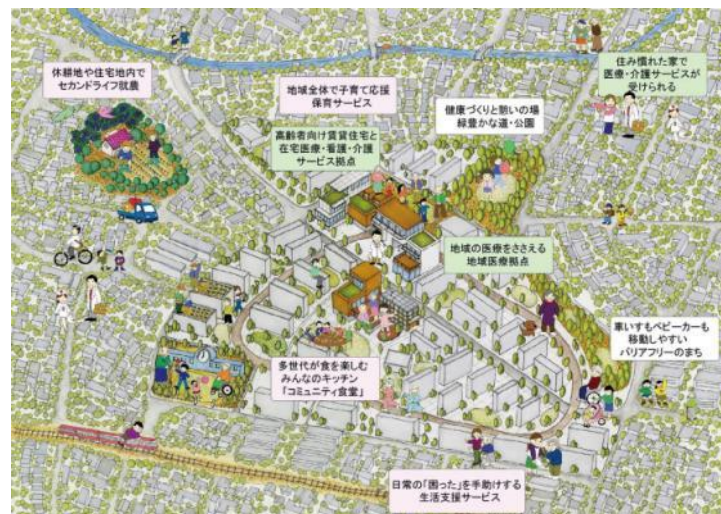 休耕地や住宅地内で
セカンドライフ就農
地域全体で子育て応援
保育サービス
住み慣れた家で
医療・介護サービスが
受けられる
健康づくりと憩いの場
緑豊かな道・公園
高齢者向け賃貸住宅と
在宅医療・看護・介護
サービス拠点
地域の医療をささえる
地域医療拠点
車いすもベビーカーも
移動しやすい
バリアフリーのまち
多世代が食を楽しむ
みんなのキッチン
「コミュニティ食堂」
日常の「困った」を手助けする
生活支援サービス